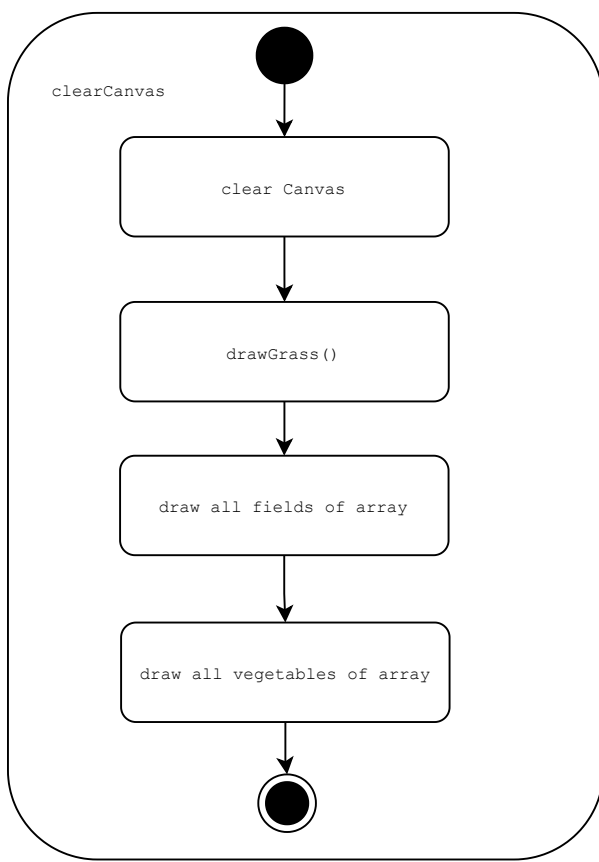 clearCanvas
clear Canvas
drawGrass()
draw all fields of array
draw all vegetables of array